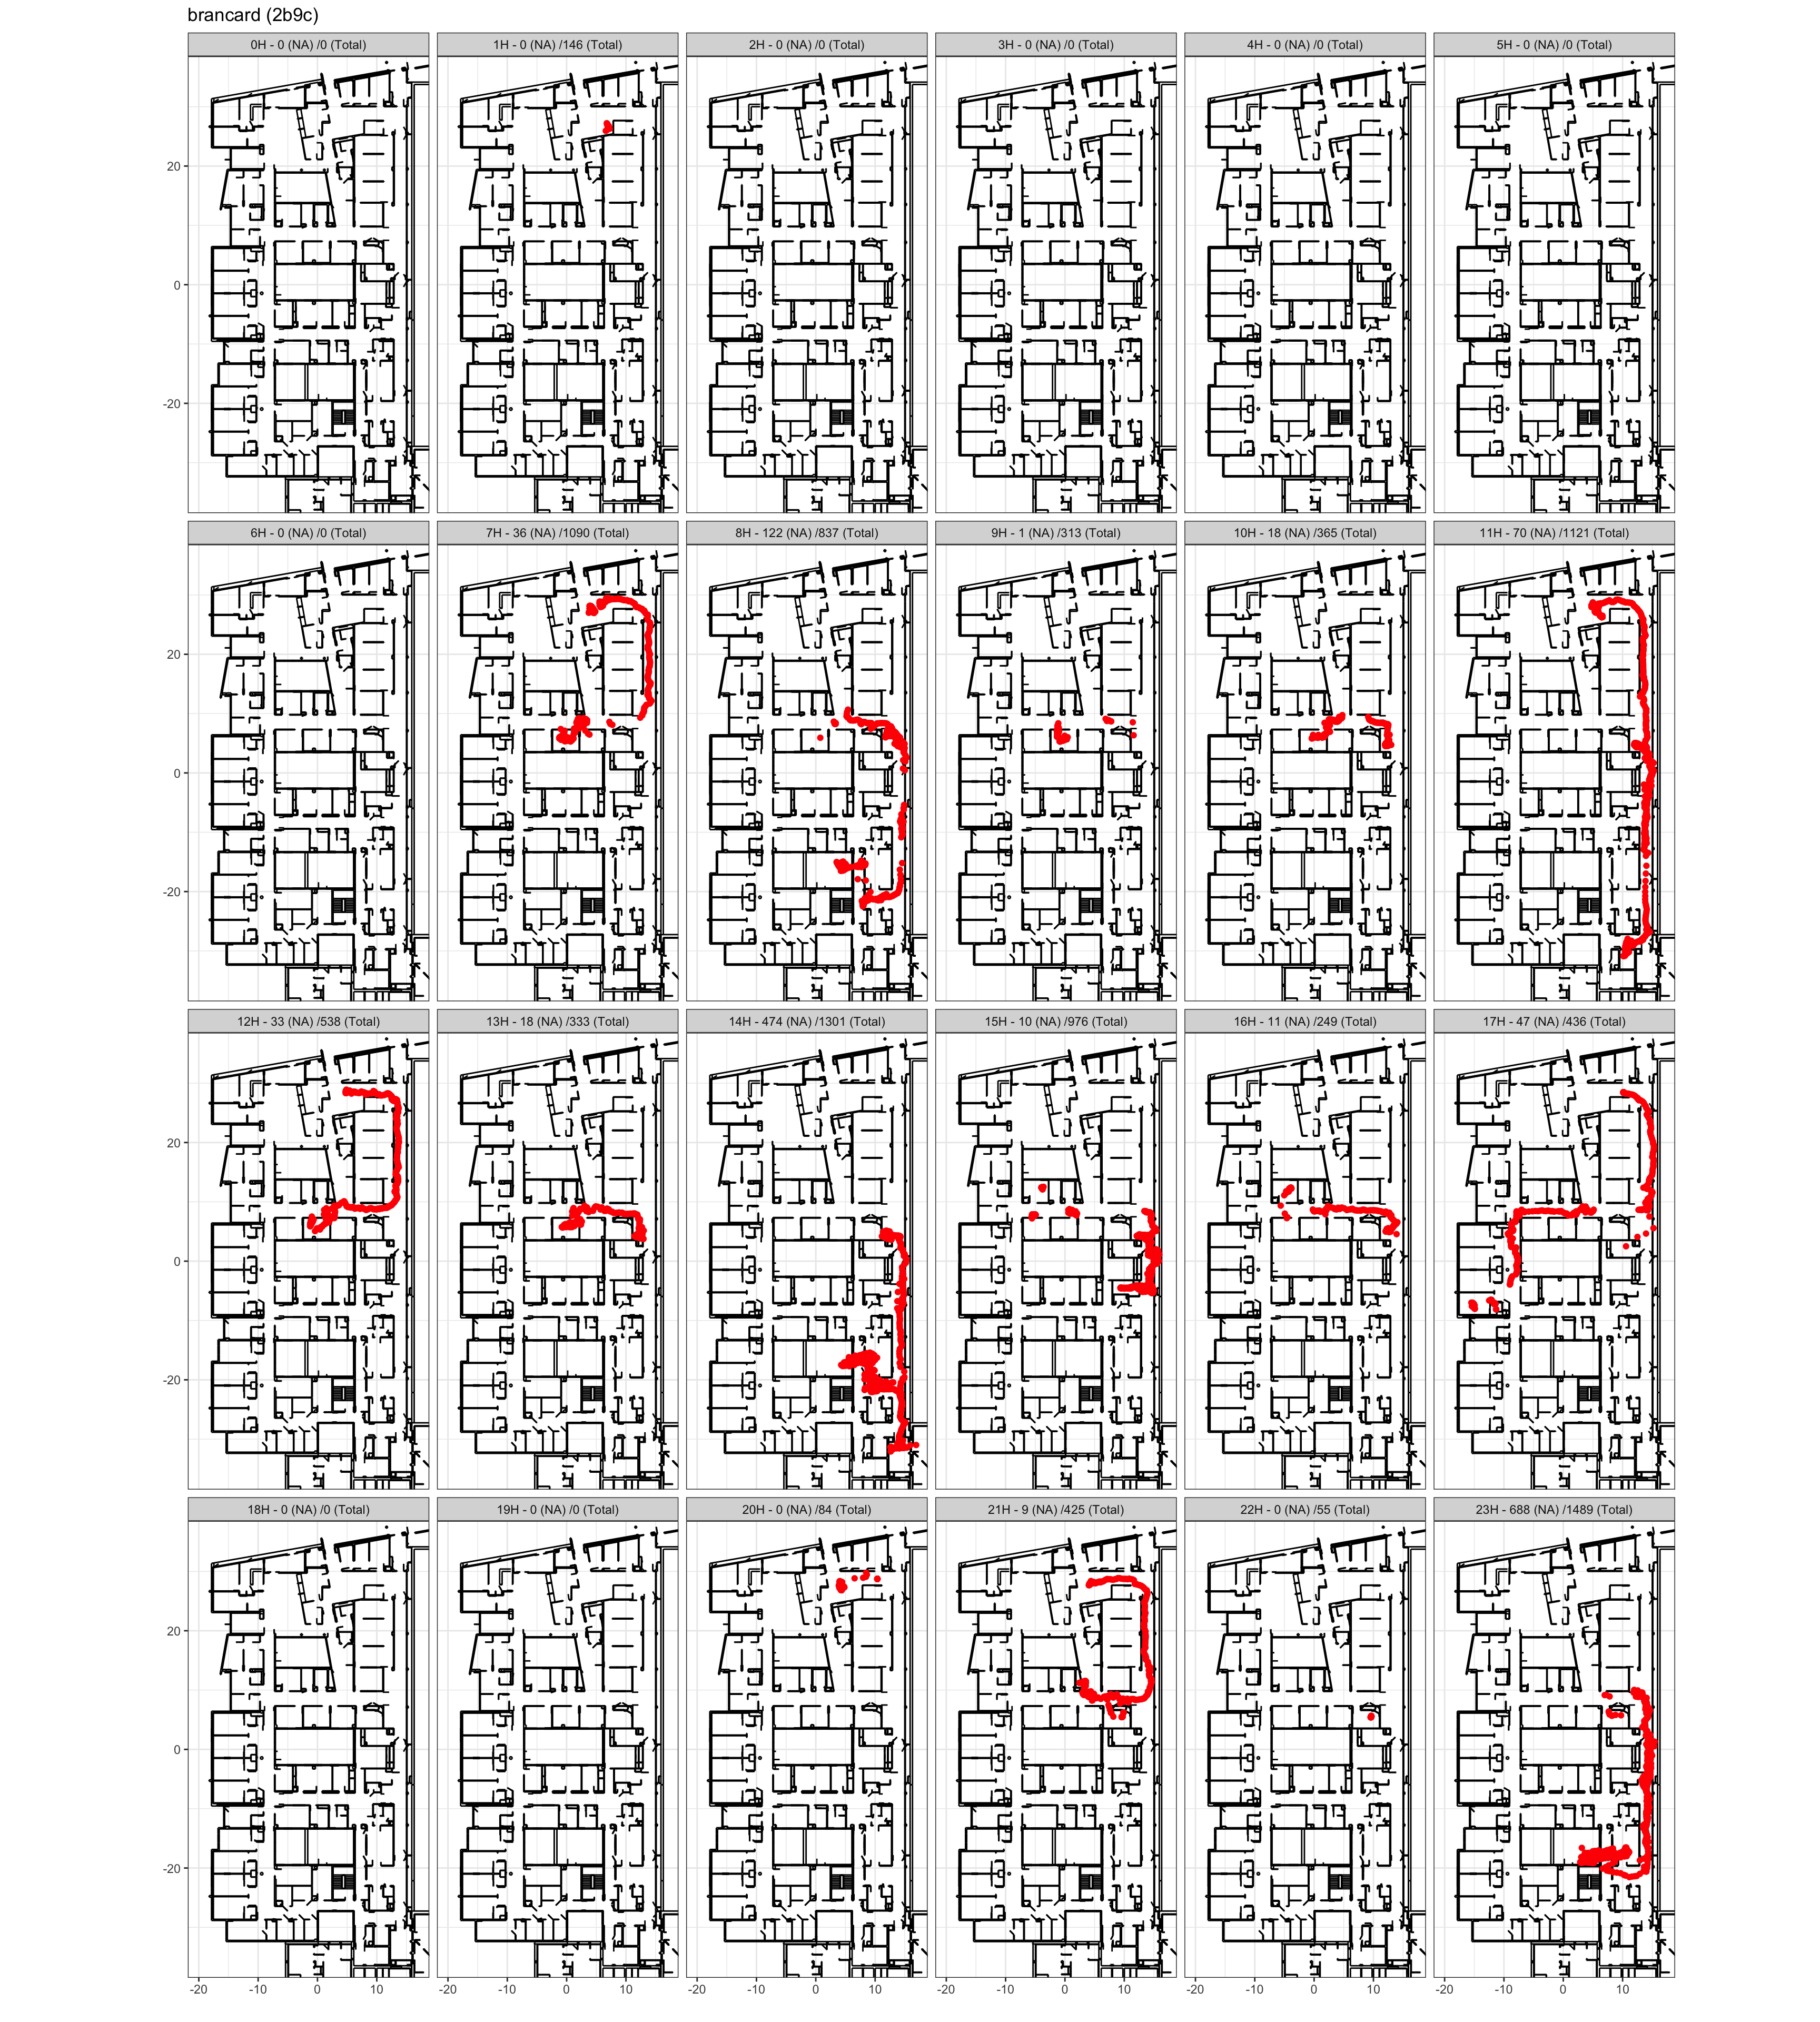 brancard (2b9c)
0H - 0 (NA) /0 (Total) 1H - 0 (NA) /146 (Total) 2H - 0 (NA) /0 (Total) 3H - 0 (NA) /0 (Total) 4H - 0 (NA) /0 (Total) 5H - 0 (NA) /0 (Total)
20
0
-20
6H - 0 (NA) /0 (Total) 7H - 36 (NA) /1090 (Total) 8H - 122 (NA) /837 (Total) 9H - 1 (NA) /313 (Total) 10H - 18 (NA) /365 (Total) 11H - 70 (NA) /1121 (Total)
20
0
-20
12H - 33 (NA) /538 (Total) 13H - 18 (NA) /333 (Total) 14H - 474 (NA) /1301 (Total) 15H - 10 (NA) /976 (Total) 16H - 11 (NA) /249 (Total) 17H - 47 (NA) /436 (Total)
20
0
-20
18H - 0 (NA) /0 (Total) 19H - 0 (NA) /0 (Total) 20H - 0 (NA) /84 (Total) 21H - 9 (NA) /425 (Total) 22H - 0 (NA) /55 (Total) 23H - 688 (NA) /1489 (Total)
20
0
-20
-20 -10 0 10 -20 -10 0 10 -20 -10 0 10 -20 -10 0 10 -20 -10 0 10 -20 -10 0 10